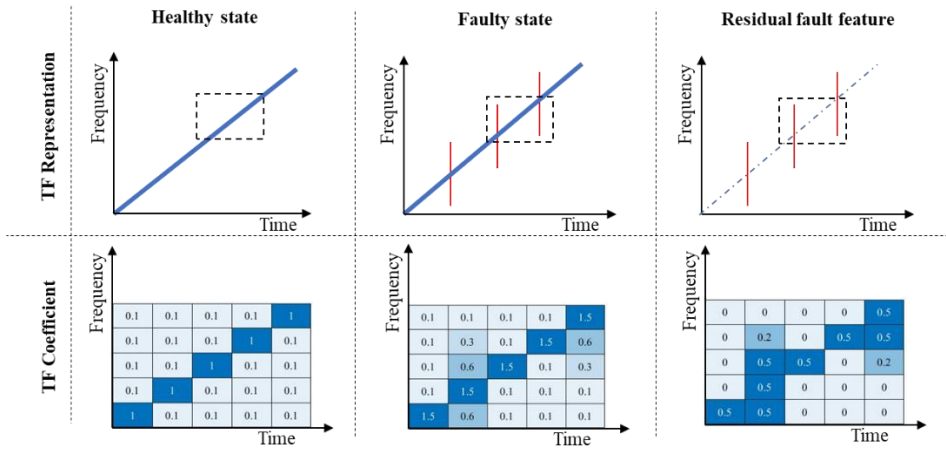 Healthy state
Faulty state
Residual fault feature
TF Representation
Frequency
Time
Frequency
Time
Frequency
Time
TF Coefficient
Frequency
0.1 0.1 0.1 0.1 1
0.1 0.1 0.1 1 0.1
0.1 0.1 1 0.1 0.1
0.1 1 0.1 0.1 0.1
1 0.1 0.1 0.1 0.1
Time
Frequency
0.1 0.1 0.1 0.1 1.5
0.1 0.3 0.1 1.5 0.6
0.1 0.6 1.5 0.1 0.3
0.1 1.5 0.1 0.1 0.1
1.5 0.6 0.1 0.1 0.1
Time
Frequency
0 0 0 0 0.5
0 0.2 0 0.5 0.5
0 0.5 0.5 0 0.2
0 0.5 0 0 0
0.5 0.5 0 0 0
Time